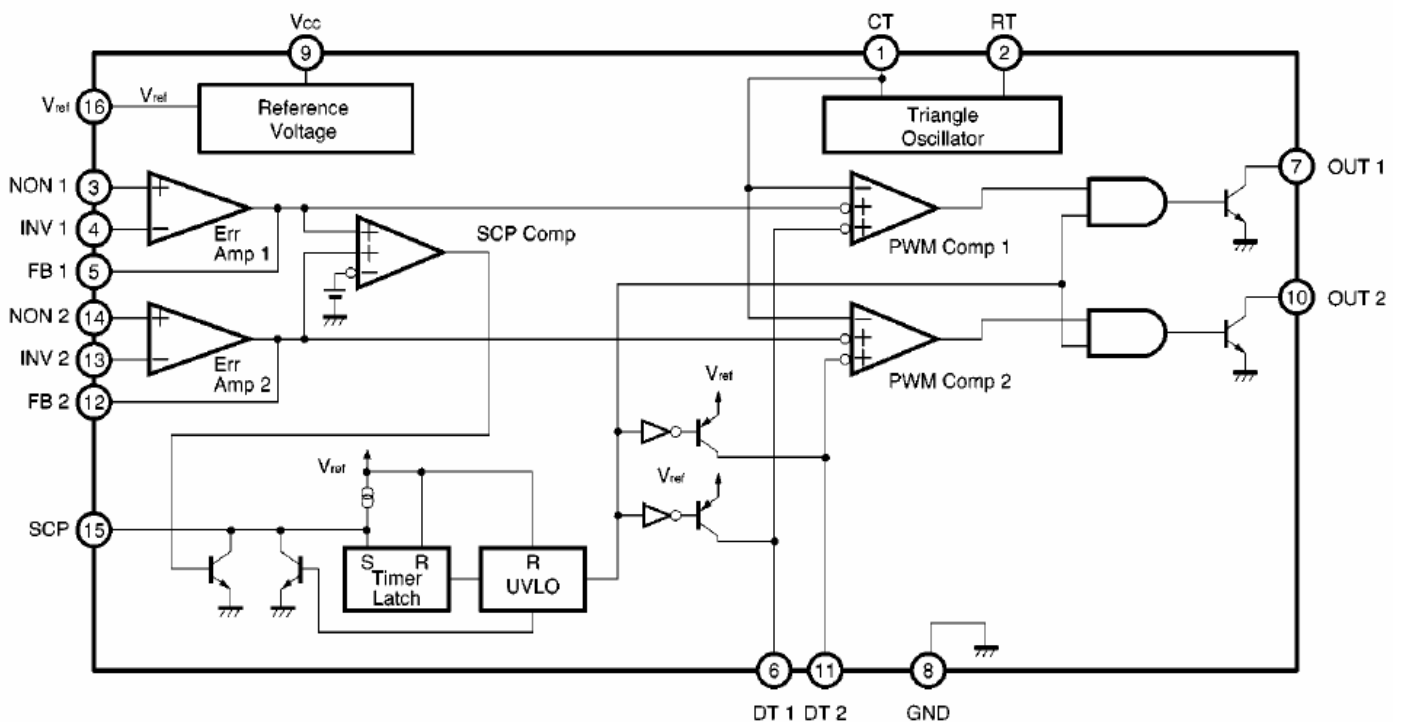 Vcc
CT
RT
9
1
2
Vref
16
Vref
Reference
Voltage
Triangle
Oscillator
NON 1
3
+
INV 1
4
−
Err
Amp 1
FB 1
5
NON 2
14
+
INV 2
13
−
Err
Amp 2
FB 2
12
+
+
−
SCP Comp
−
+
+
PWM Comp 1
7
OUT 1
−
+
+
PWM Comp 2
10
OUT 2
Vref
Vref
Vref
SCP
15
S
R
Timer
Latch
R
UVLO
6
11
8
DT 1
DT 2
GND